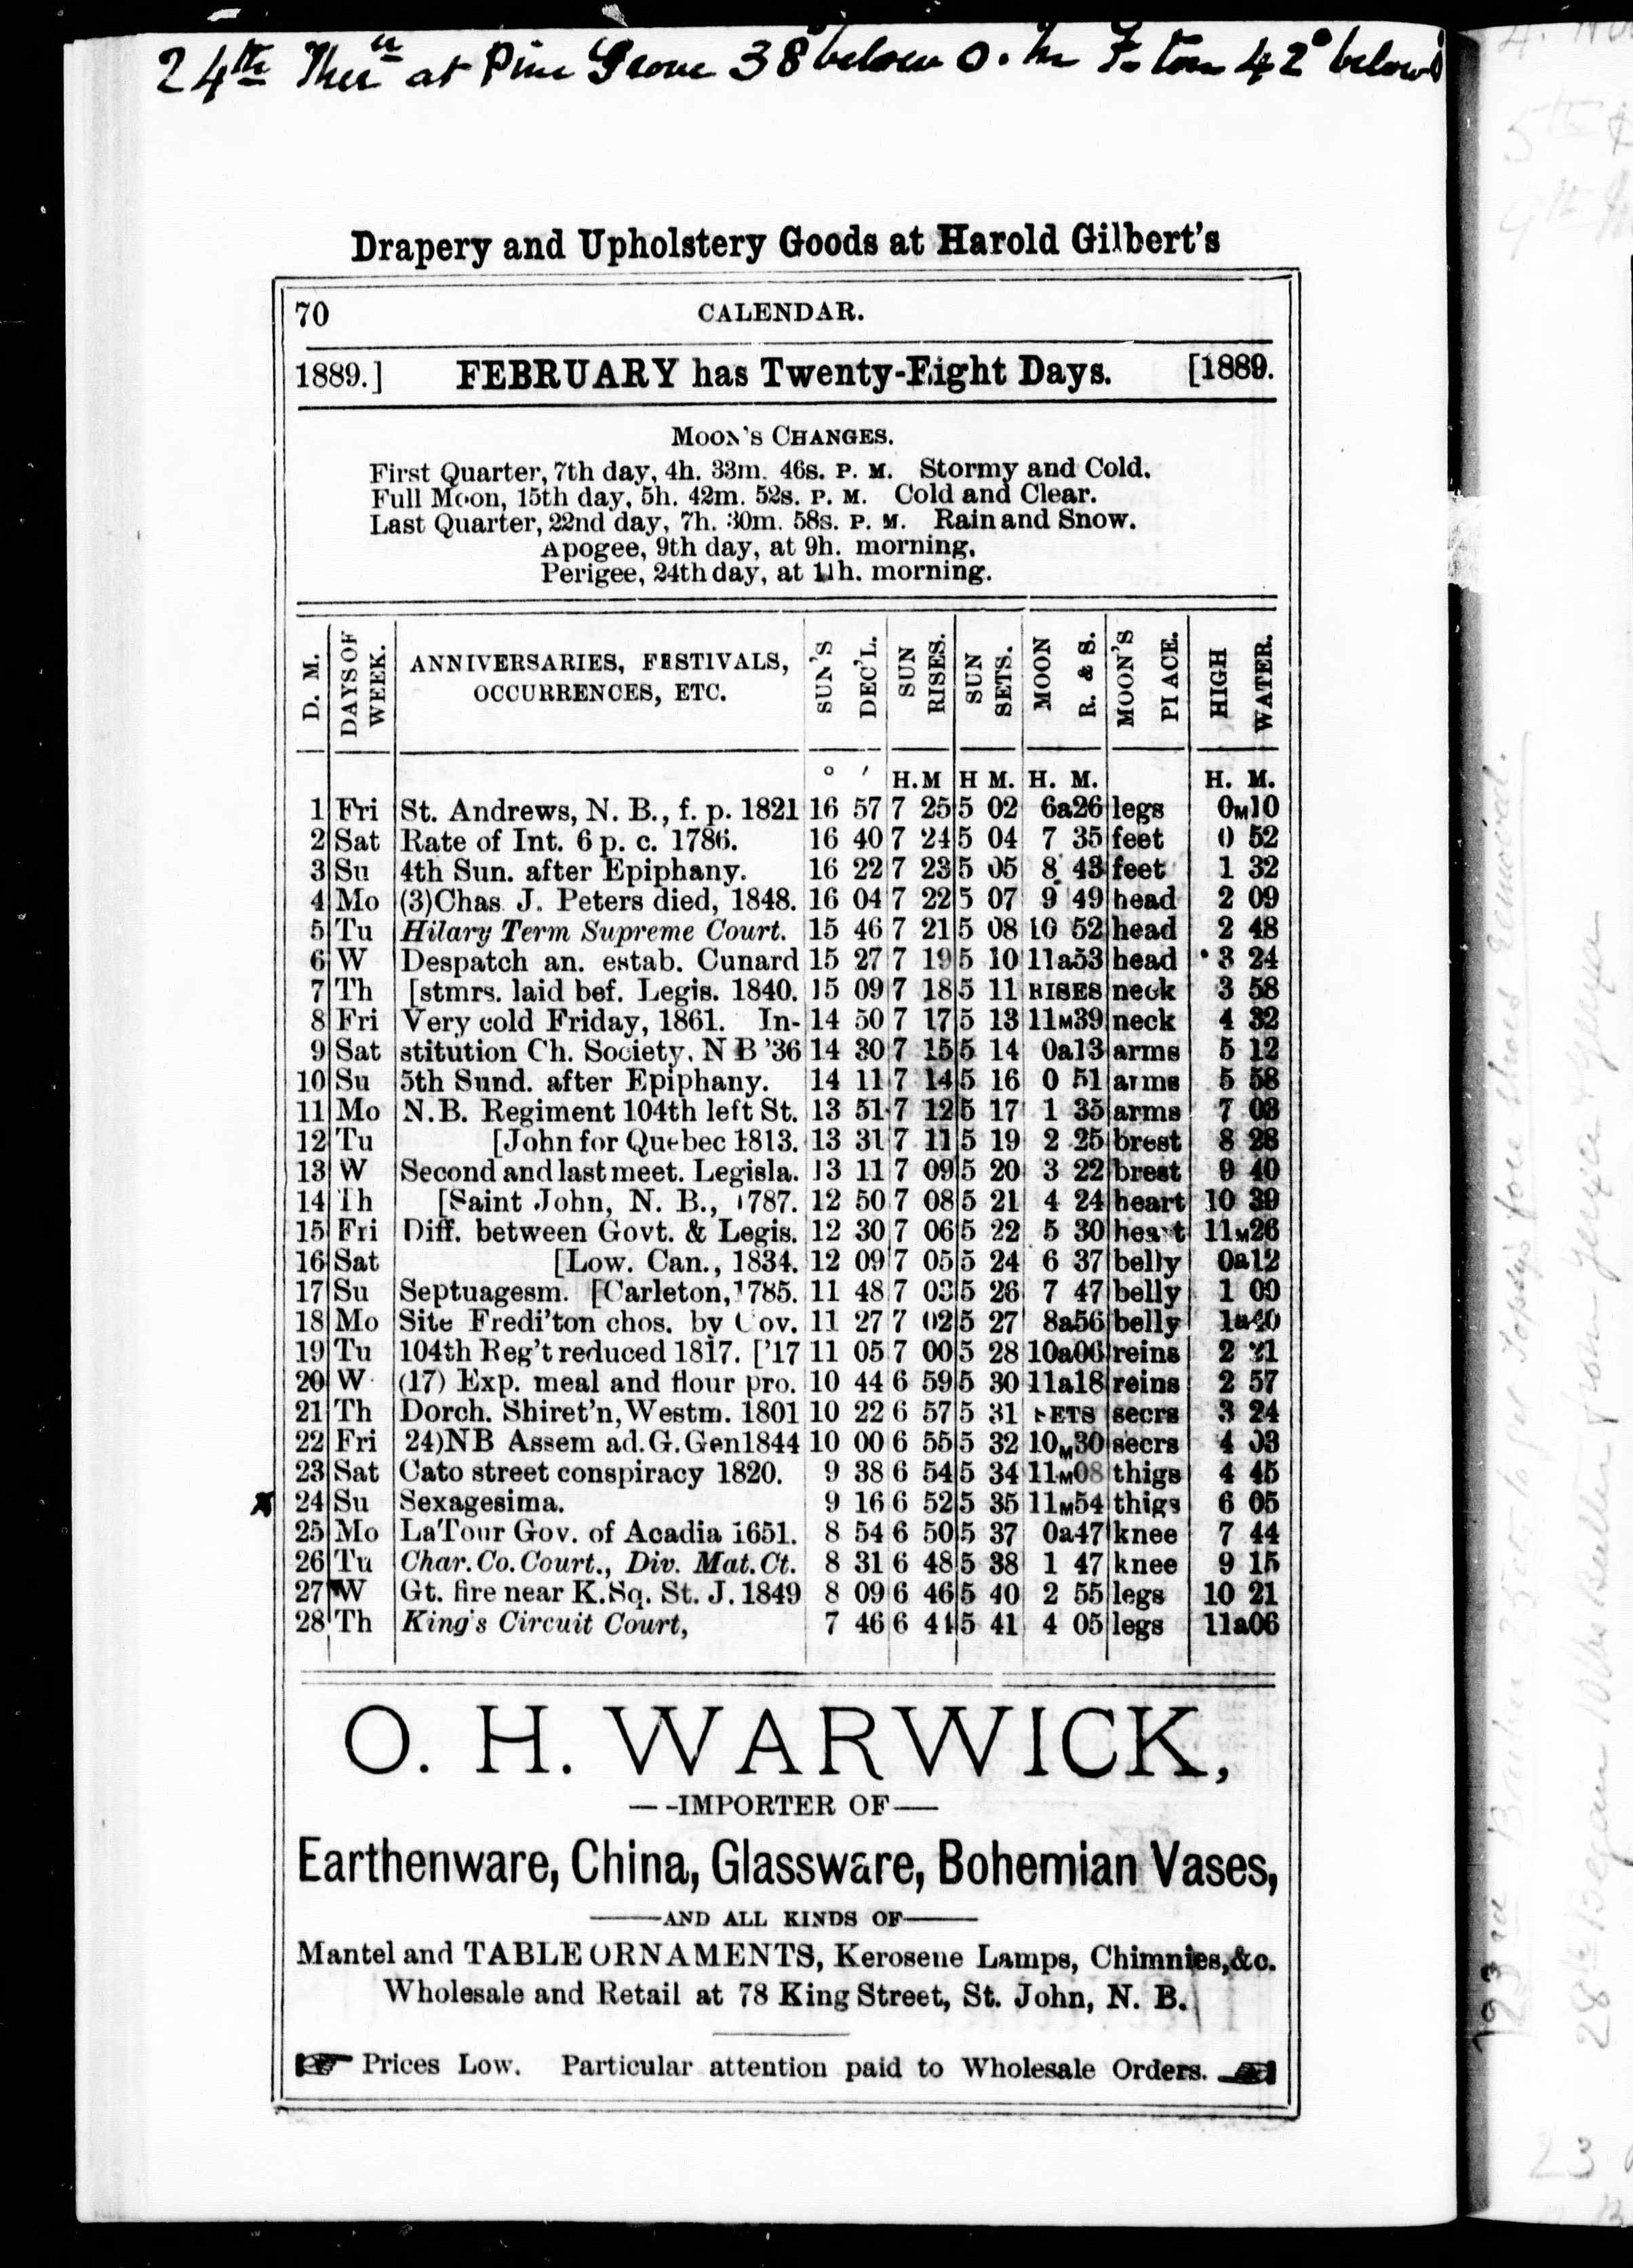 24th Ther at Pine Grove 38° below 0. In F. ton 42° below
Drapery and Upholstery Goods at Harold Gilbert's
70 CALENDAR.
1889.] FEBRUARY has Twenty-Eight Days. [1889.
MOON'S CHANGES.
First Quarter, 7th day, 4h. 33m. 46s. P. M. Stormy and Cold.
Full Moon, 15th day, 5h. 42m. 52s. P. M. Cold and Clear.
Last Quarter, 22nd day, 7h. 30m. 58s. P. M. Rain and Snow.
Apogee, 9th day, at 9h. morning.
Perigee, 24th day, at 11h. morning.
D. M. DAYS OF WEEK. ANNIVERSARIES, FESTIVALS, OCCURRENCES, ETC. SUN'S DEC'L. SUN RISES. SUN SETS. MOON R. & S. MOON'S PLACE. HIGH WATER.
° ′ H.M H M. H. M. H. M.
1 Fri St. Andrews, N. B., f. p. 1821 16 57 7 25 5 02 6a26 legs 0M10
2 Sat Rate of Int. 6 p. c. 1786. 16 40 7 24 5 04 7 35 feet 0 52
3 Su 4th Sun. after Epiphany. 16 22 7 23 5 05 8 43 feet 1 32
4 Mo (3)Chas J. Peters died, 1848. 16 04 7 22 5 07 9 49 head 2 09
5 Tu Hilary Term Supreme Court. 15 46 7 21 5 08 10 52 head 2 48
6 W Despatch an. estab. Cunard 15 27 7 19 5 10 11a53 head 3 24
7 Th [stmrs. laid bef. Legis. 1840. 15 09 7 18 5 11 RISES neck 3 58
8 Fri Very cold Friday, 1861. In- 14 50 7 17 5 13 11M39 neck 4 32
9 Sat stitution Ch. Society, N B '36 14 30 7 15 5 14 0a13 arms 5 12
10 Su 5th Sund. after Epiphany. 14 11 7 14 5 16 0 51 arms 5 58
11 Mo N.B. Regiment 104th left St. 13 51 7 12 5 17 1 35 arms 7 03
12 Tu [John for Quebec 1813. 13 31 7 11 5 19 2 25 brest 8 28
13 W Second and last meet. Legisla. 13 11 7 09 5 20 3 22 brest 9 40
14 Th [Saint John, N. B., 1787. 12 50 7 08 5 21 4 24 heart 10 39
15 Fri Diff. between Govt. & Legis. 12 30 7 06 5 22 5 30 heart 11M26
16 Sat [Low. Can., 1834. 12 09 7 05 5 24 6 37 belly 0a12
17 Su Septuagesm. [Carleton, 1785. 11 48 7 03 5 26 7 47 belly 1 00
18 Mo Site Fredi'ton chos. by Gov. 11 27 7 02 5 27 8a56 belly 1a40
19 Tu 104th Reg't reduced 1817. ['17 11 05 7 00 5 28 10a06 reins 2 21
20 W (17) Exp. meal and flour pro. 10 44 6 59 5 30 11a18 reins 2 57
21 Th Dorch. Shiret'n, Westm. 1801 10 22 6 57 5 31 SETS secrs 3 24
22 Fri 24)NB Assem ad. G. Gen 1844 10 00 6 55 5 32 10M30 secrs 4 03
23 Sat Cato street conspiracy 1820. 9 38 6 54 5 34 11M08 thigs 4 45
x 24 Su Sexagesima. 9 16 6 52 5 35 11M54 thigs 6 05
25 Mo LaTour Gov. of Acadia 1651. 8 54 6 50 5 37 0a47 knee 7 44
26 Tu Char. Co. Court., Div. Mat. Ct. 8 31 6 48 5 38 1 47 knee 9 15
27 W Gt. fire near K. Sq. St. J. 1849 8 09 6 46 5 40 2 55 legs 10 21
28 Th King's Circuit Court, 7 46 6 44 5 41 4 05 legs 11a06
O. H. WARWICK,
— -IMPORTER OF—
Earthenware, China, Glassware, Bohemian Vases,
—AND ALL KINDS OF—
Mantel and TABLE ORNAMENTS, Kerosene Lamps, Chimnies, &c.
Wholesale and Retail at 78 King Street, St. John, N. B.
Prices Low. Particular attention paid to Wholesale Orders.